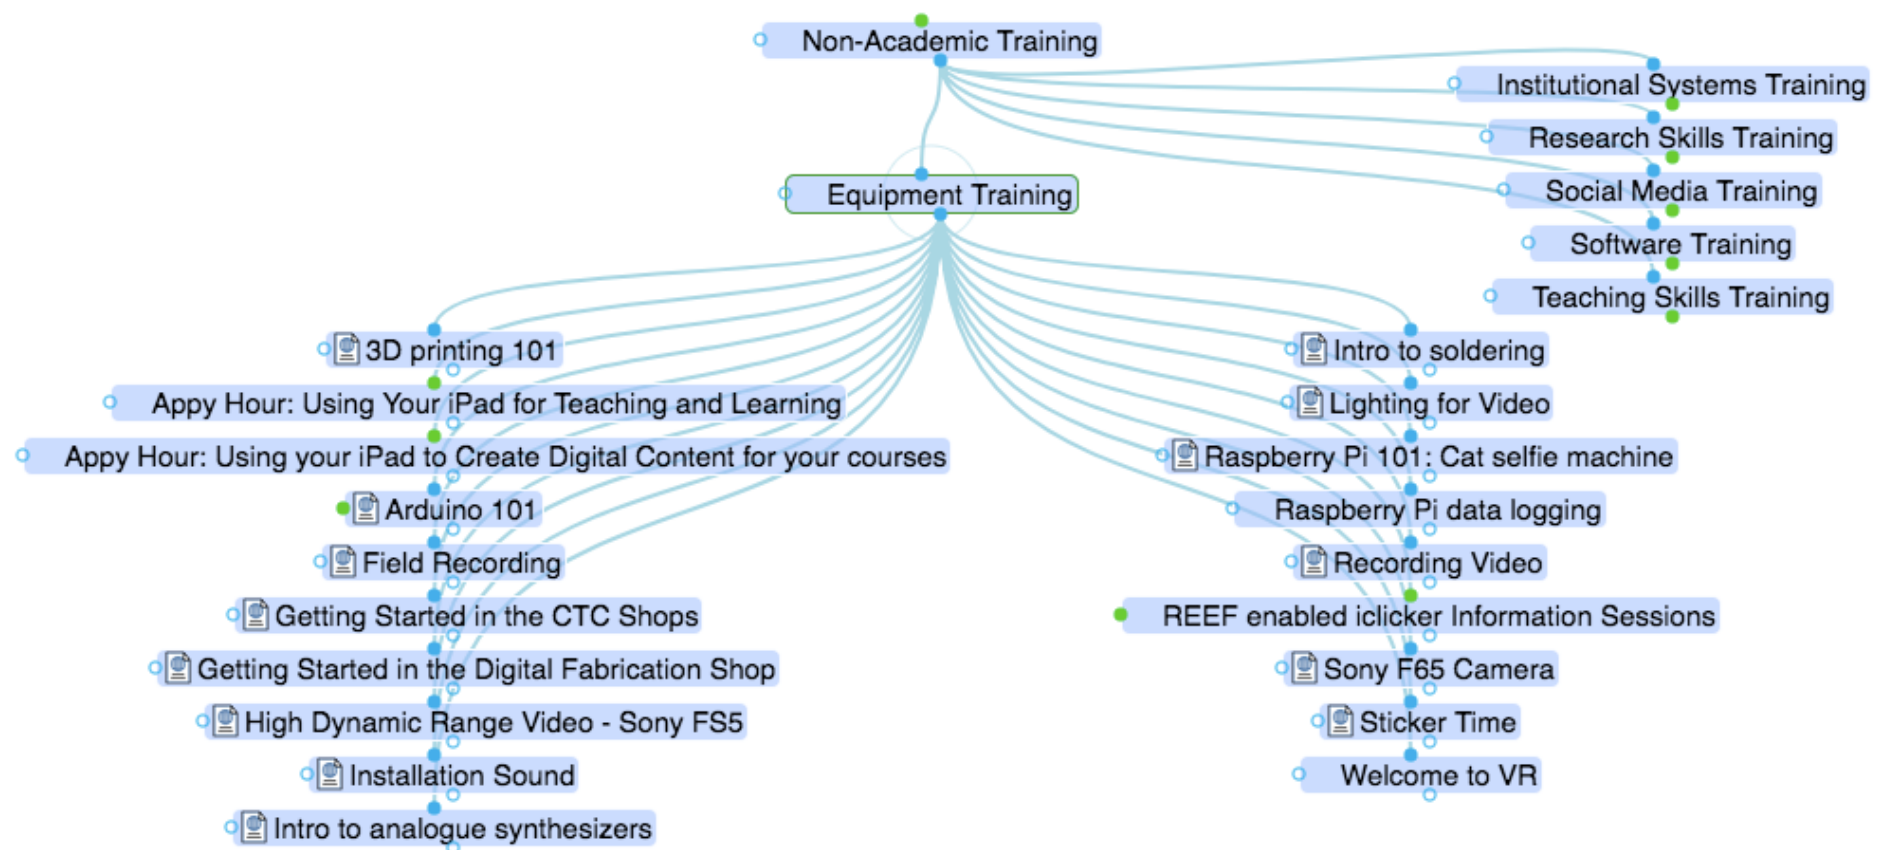 Non-Academic Training
Institutional Systems Training
Research Skills Training
Social Media Training
Software Training
Teaching Skills Training
Equipment Training
3D printing 101
Appy Hour: Using Your iPad for Teaching and Learning
Appy Hour: Using your iPad to Create Digital Content for your courses
Arduino 101
Field Recording
Getting Started in the CTC Shops
Getting Started in the Digital Fabrication Shop
High Dynamic Range Video - Sony FS5
Installation Sound
Intro to analogue synthesizers
Intro to soldering
Lighting for Video
Raspberry Pi 101: Cat selfie machine
Raspberry Pi data logging
Recording Video
REEF enabled iclicker Information Sessions
Sony F65 Camera
Sticker Time
Welcome to VR